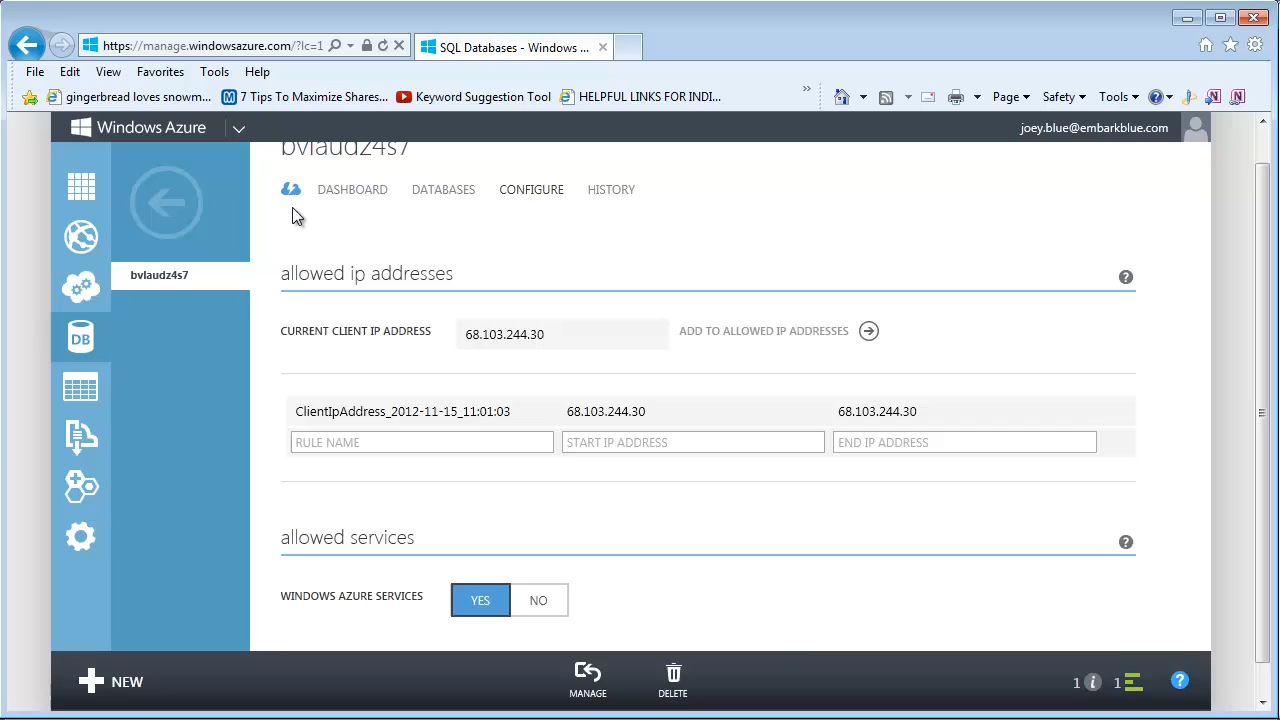 https://manage.windowsazure.com/?lc=1
SQL Databases - Windows ...
File Edit View Favorites Tools Help
gingerbread loves snowm... 7 Tips To Maximize Shares... Keyword Suggestion Tool HELPFUL LINKS FOR INDI... » Page Safety Tools
Windows Azure joey.blue@embarkblue.com
bvlaudz4s7
DASHBOARD DATABASES CONFIGURE HISTORY
bvlaudz4s7
allowed ip addresses
CURRENT CLIENT IP ADDRESS 68.103.244.30 ADD TO ALLOWED IP ADDRESSES
DB
ClientIpAddress_2012-11-15_11:01:03 68.103.244.30 68.103.244.30
RULE NAME START IP ADDRESS END IP ADDRESS
allowed services
WINDOWS AZURE SERVICES YES NO
NEW MANAGE DELETE 1 1